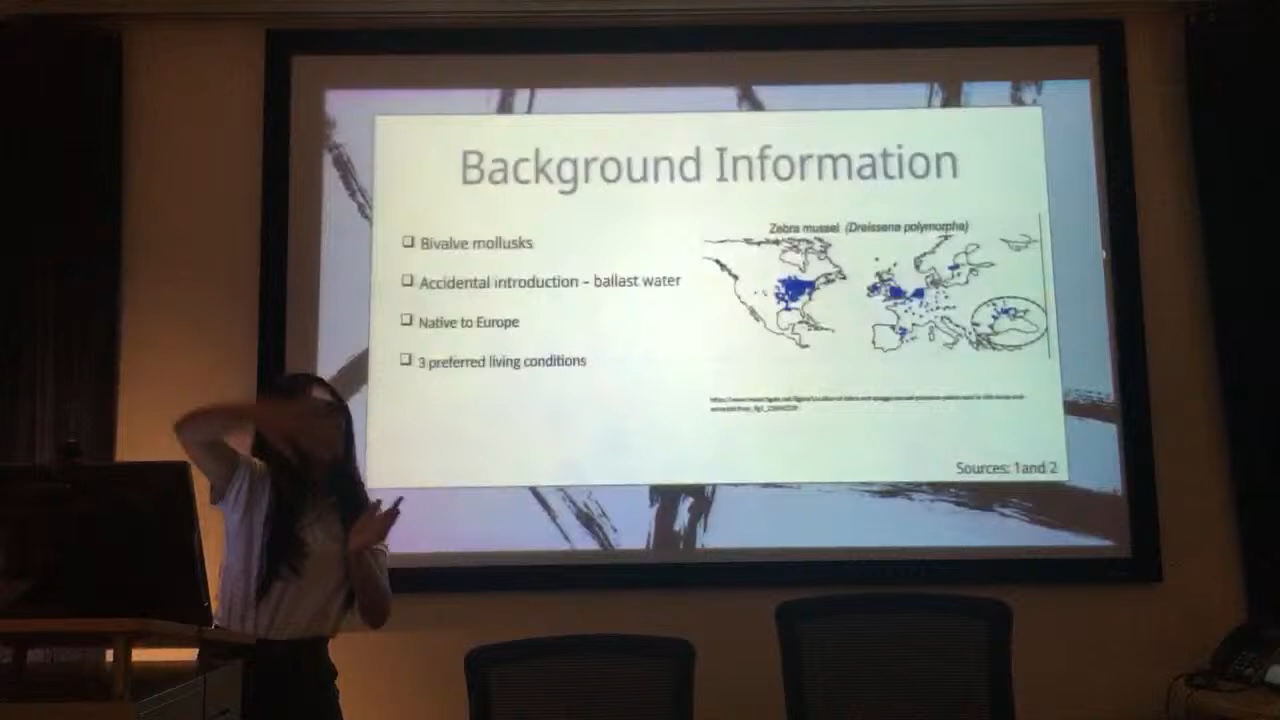 Background Information
❑ Bivalve mollusks
❑ Accidental introduction – ballast water
❑ Native to Europe
❑ 3 preferred living conditions
Zebra mussel (Dreissena polymorpha)
Sources: 1and 2